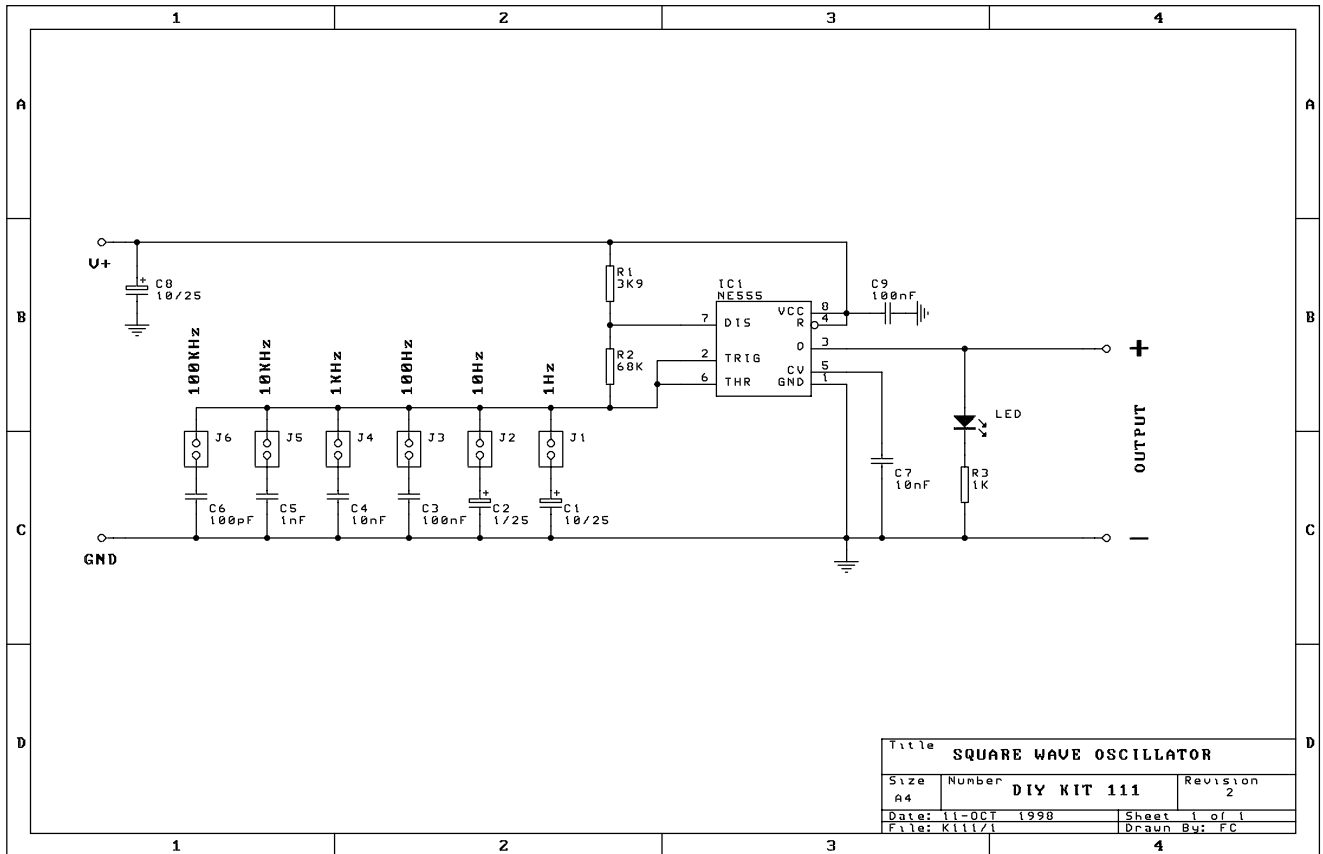 1 2 3 4
A A
V+
C8
10/25
R1
3K9
IC1
NE555
C9
100nF
B B
VCC 8
R 4
7 DIS
O 3
2 TRIG
R2
68K
CV 5
6 THR
GND 1
+
100KHz
10KHz
1KHz
100Hz
10Hz
1Hz
LED
OUTPUT
J6 J5 J4 J3 J2 J1
+ +
C7
10nF
R3
1K
C6
100pF
C5
1nF
C4
10nF
C3
100nF
C2
1/25
C1
10/25
C C
GND
−
D D
Title SQUARE WAVE OSCILLATOR
Size A4
Number DIY KIT 111
Revision 2
Date: 11-OCT 1998
Sheet 1 of 1
File: K111/1
Drawn By: FC
1 2 3 4